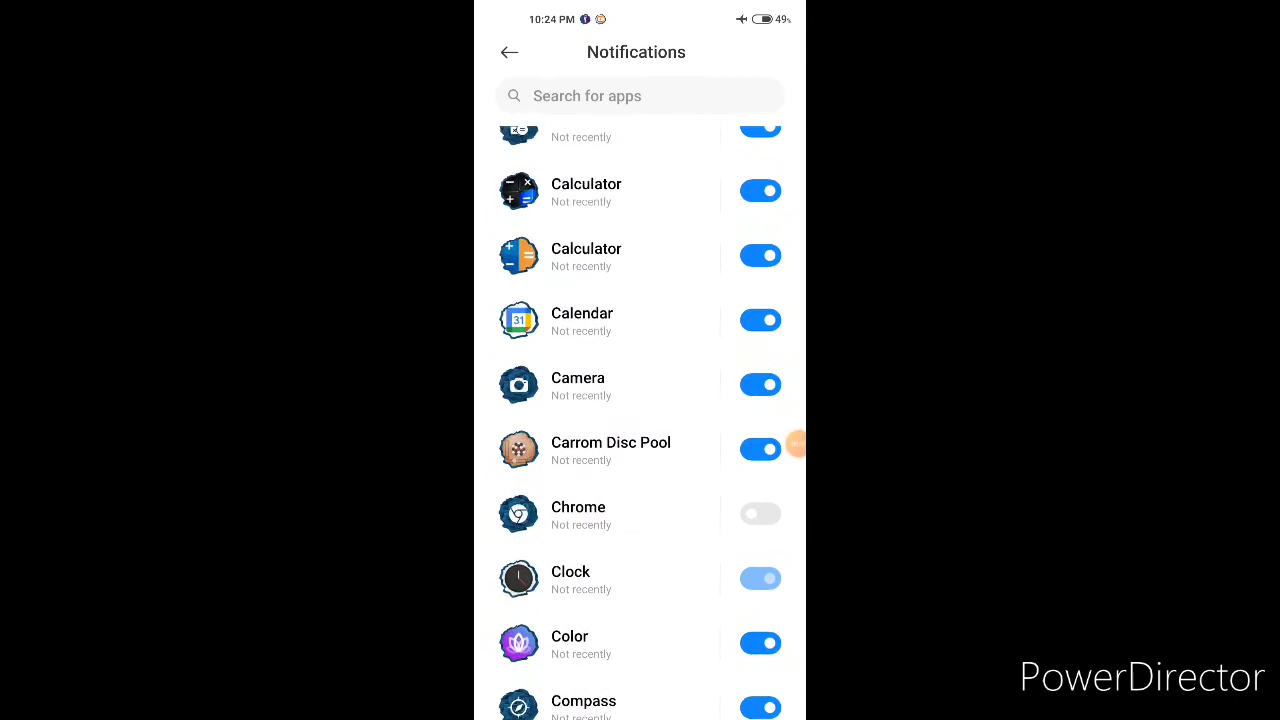 10:24 PM
49%
Notifications
Search for apps
Not recently
Calculator
Not recently
Calculator
Not recently
31
Calendar
Not recently
Camera
Not recently
Carrom Disc Pool
Not recently
Chrome
Not recently
Clock
Not recently
Color
Not recently
Compass
Not recently
PowerDirector